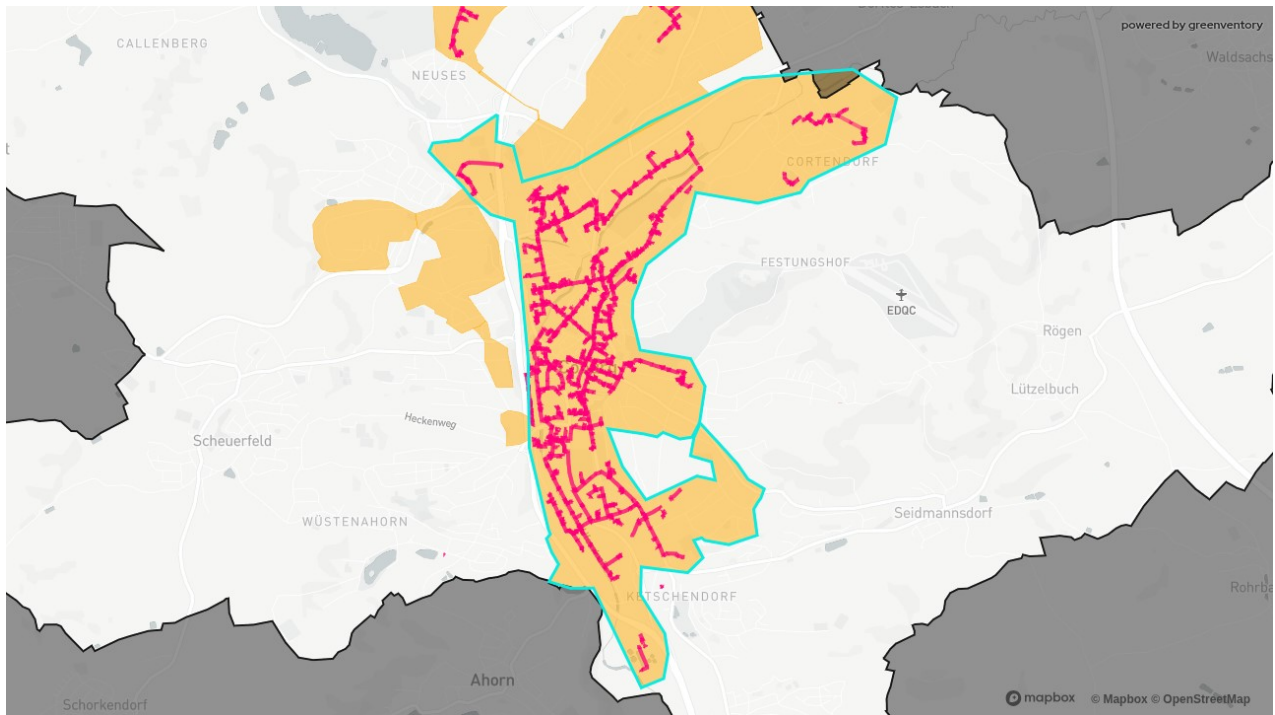 powered by greenventory
CALLENBERG
Waldsachs
NEUSES
t
CORTENDORF
FESTUNGSHOF
EDQC
Rögen
Lützelbuch
Heckenweg
Scheuerfeld
Seidmannsdorf
WÜSTENAHORN
KETSCHENDORF
Rohrba
Ahorn
Schorkendorf
mapbox © Mapbox © OpenStreetMap